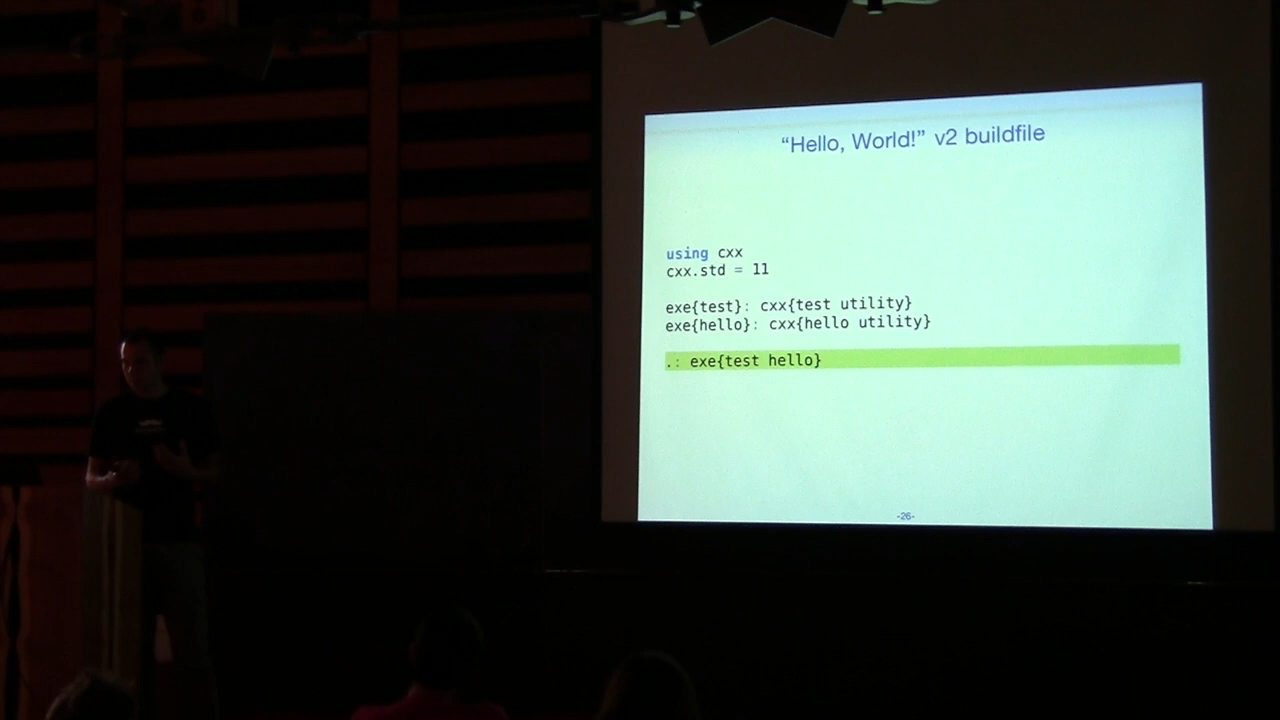 “Hello, World!” v2 buildfile
using cxx
cxx.std = 11
exe{test}: cxx{test utility}
exe{hello}: cxx{hello utility}
.: exe{test hello}
-26-